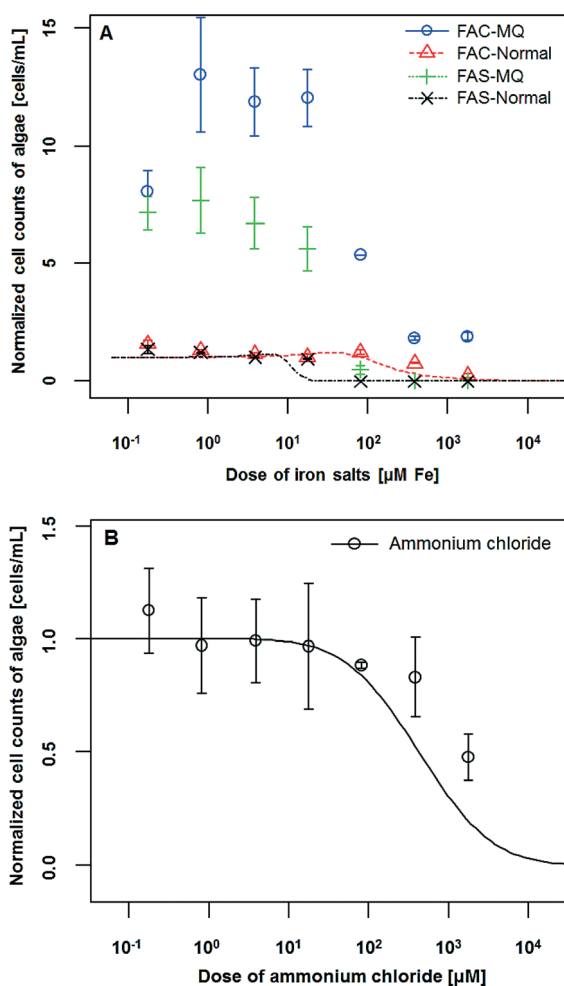 A
FAC-MQ
FAC-Normal
FAS-MQ
FAS-Normal
Normalized cell counts of algae [cells/mL]
15
10
5
0
10⁻¹ 10⁰ 10¹ 10² 10³ 10⁴
Dose of iron salts [µM Fe]
B
Ammonium chloride
Normalized cell counts of algae [cells/mL]
1.5
1.0
0.5
0.0
10⁻¹ 10⁰ 10¹ 10² 10³ 10⁴
Dose of ammonium chloride [µM]